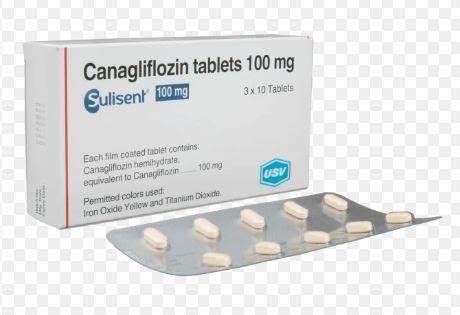 Canagliflozin tablets 100 mg
Sulisent® 100 mg
3 x 10 Tablets
Each film coated tablet contains:
Canagliflozin hemihydrate,
equivalent to Canagliflozin ...... 100 mg
Permitted colors used:
Iron Oxide Yellow and Titanium Dioxide.
USV